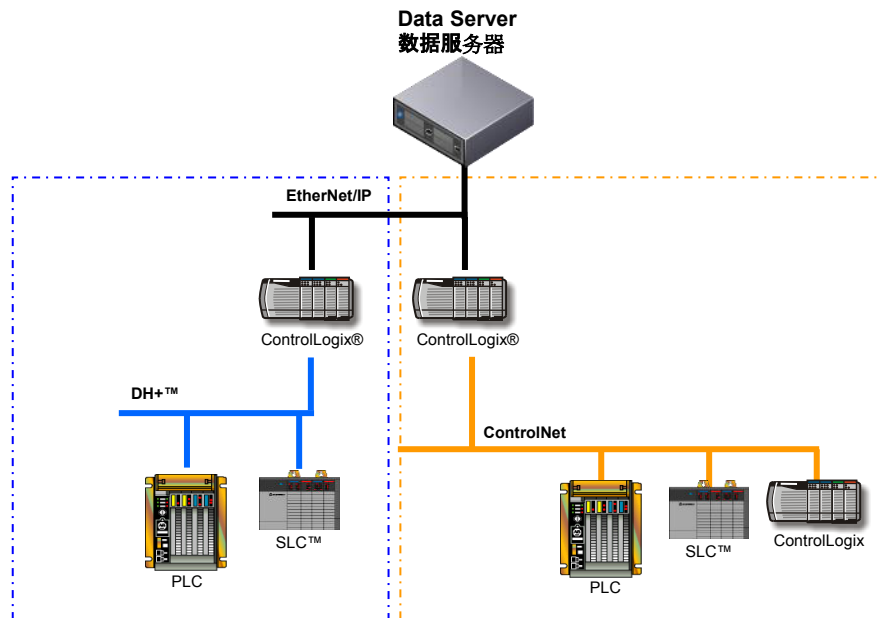 Data Server
数据服务器
EtherNet/IP
ControlLogix®
ControlLogix®
DH+™
ControlNet
SLC™
PLC
PLC
SLC™
ControlLogix